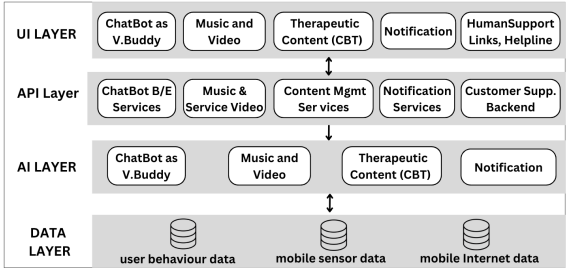 UI LAYER
ChatBot as
V.Buddy
Music and
Video
Therapeutic
Content (CBT)
Notification
HumanSupport
Links, Helpline
API Layer
ChatBot B/E
Services
Music &
Service Video
Content Mgmt
Ser vices
Notification
Services
Customer Supp.
Backend
AI LAYER
ChatBot as
V.Buddy
Music and
Video
Therapeutic
Content (CBT)
Notification
DATA
LAYER
user behaviour data
mobile sensor data
mobile Internet data